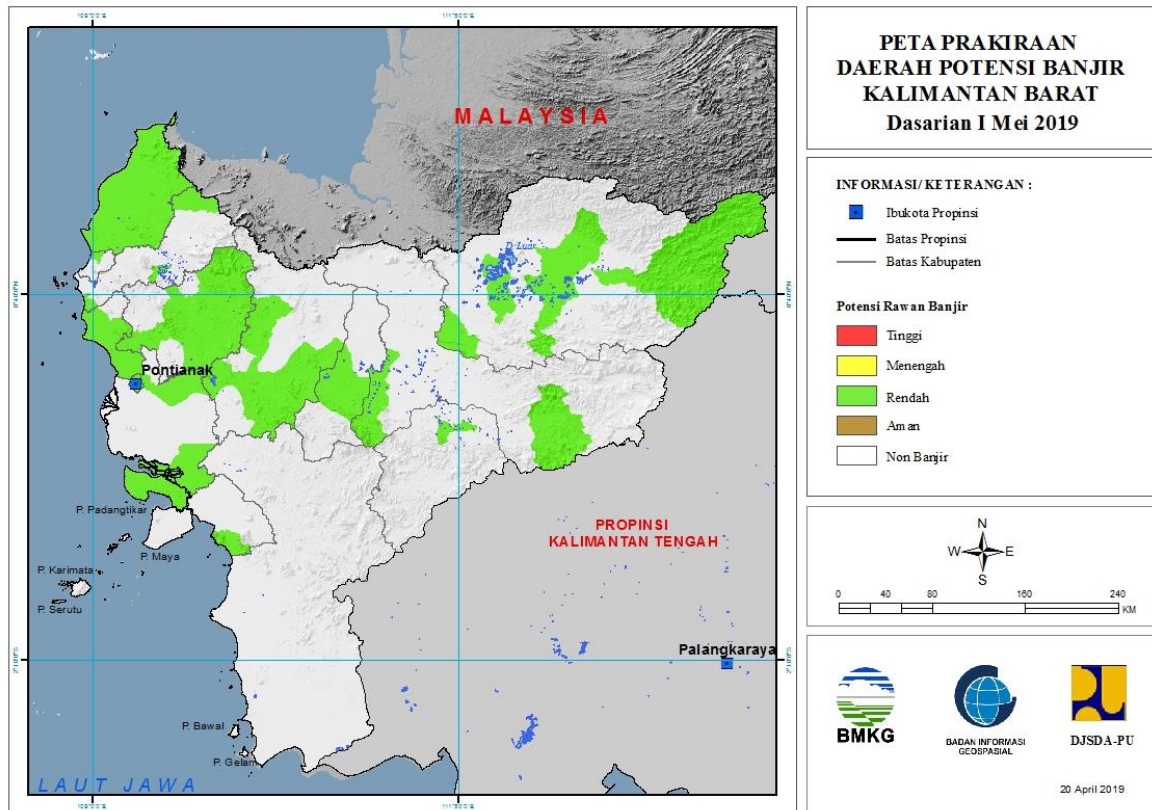 MALAYSIA
D. Luar
Pontianak
P. Padangtikar
P. Maya
P. Karimata
P. Serutu
PROPINSI
KALIMANTAN TENGAH
Palangkaraya
P. Bawal
P. Gelam
LAUT JAWA
PETA PRAKIRAAN
DAERAH POTENSI BANJIR
KALIMANTAN BARAT
Dasarian I Mei 2019
INFORMASI/ KETERANGAN :
Ibukota Propinsi
Batas Propinsi
Batas Kabupaten
Potensi Rawan Banjir
Tinggi
Menengah
Rendah
Aman
Non Banjir
N
W E
S
0 40 80 160 240
KM
BMKG
BADAN INFORMASI
GEOSPASIAL
DJSDA-PU
20 April 2019